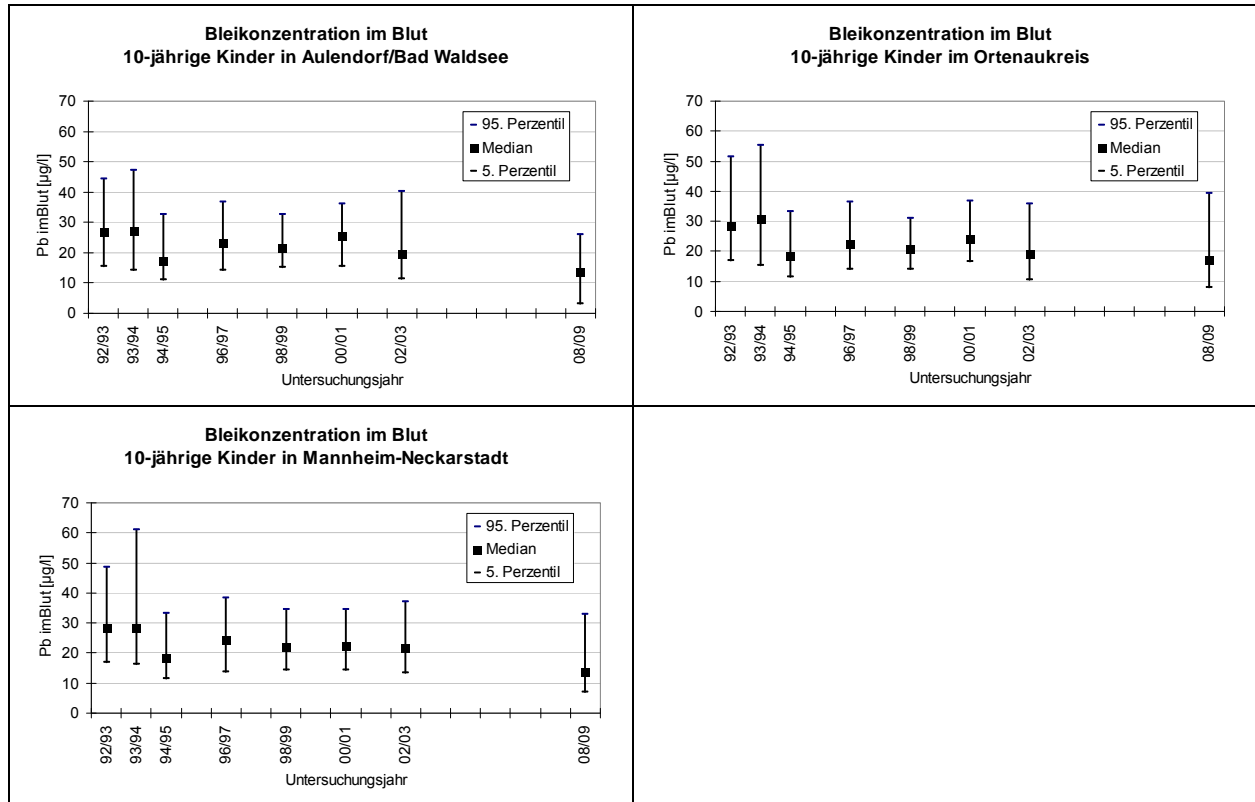 Bleikonzentration im Blut
10-jährige Kinder in Aulendorf/Bad Waldsee
70
60
50
40
30
20
10
0
Pb imBlut [µg/l]
95. Perzentil
Median
5. Perzentil
92/93
93/94
94/95
96/97
98/99
00/01
02/03
08/09
Untersuchungsjahr
Bleikonzentration im Blut
10-jährige Kinder im Ortenaukreis
70
60
50
40
30
20
10
0
Pb imBlut [µg/l]
95. Perzentil
Median
5. Perzentil
92/93
93/94
94/95
96/97
98/99
00/01
02/03
08/09
Untersuchungsjahr
Bleikonzentration im Blut
10-jährige Kinder in Mannheim-Neckarstadt
70
60
50
40
30
20
10
0
Pb imBlut [µg/l]
95. Perzentil
Median
5. Perzentil
92/93
93/94
94/95
96/97
98/99
00/01
02/03
08/09
Untersuchungsjahr